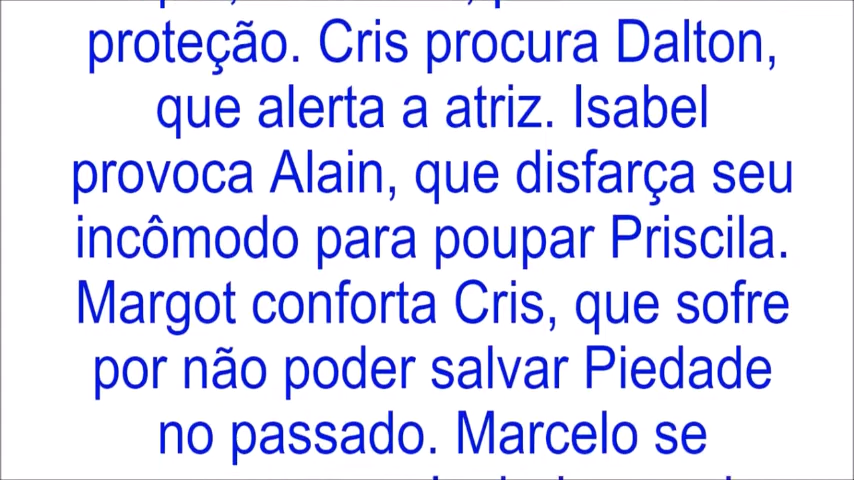 proteção. Cris procura Dalton,
que alerta a atriz. Isabel
provoca Alain, que disfarça seu
incômodo para poupar Priscila.
Margot conforta Cris, que sofre
por não poder salvar Piedade
no passado. Marcelo se